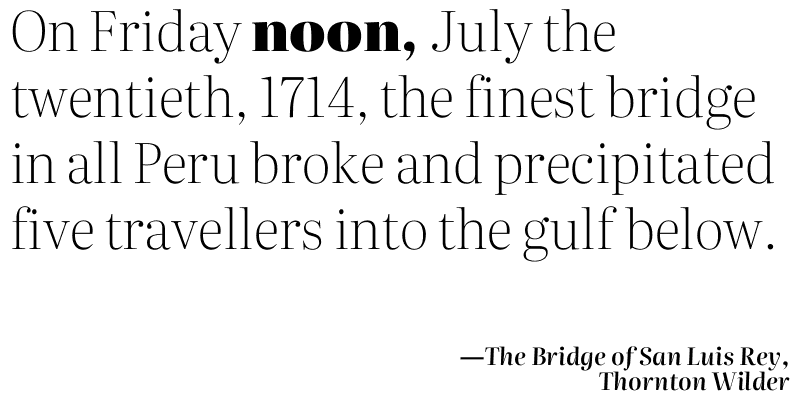 On Friday noon, July the
twentieth, 1714, the finest bridge
in all Peru broke and precipitated
five travellers into the gulf below.
—The Bridge of San Luis Rey,
Thornton Wilder